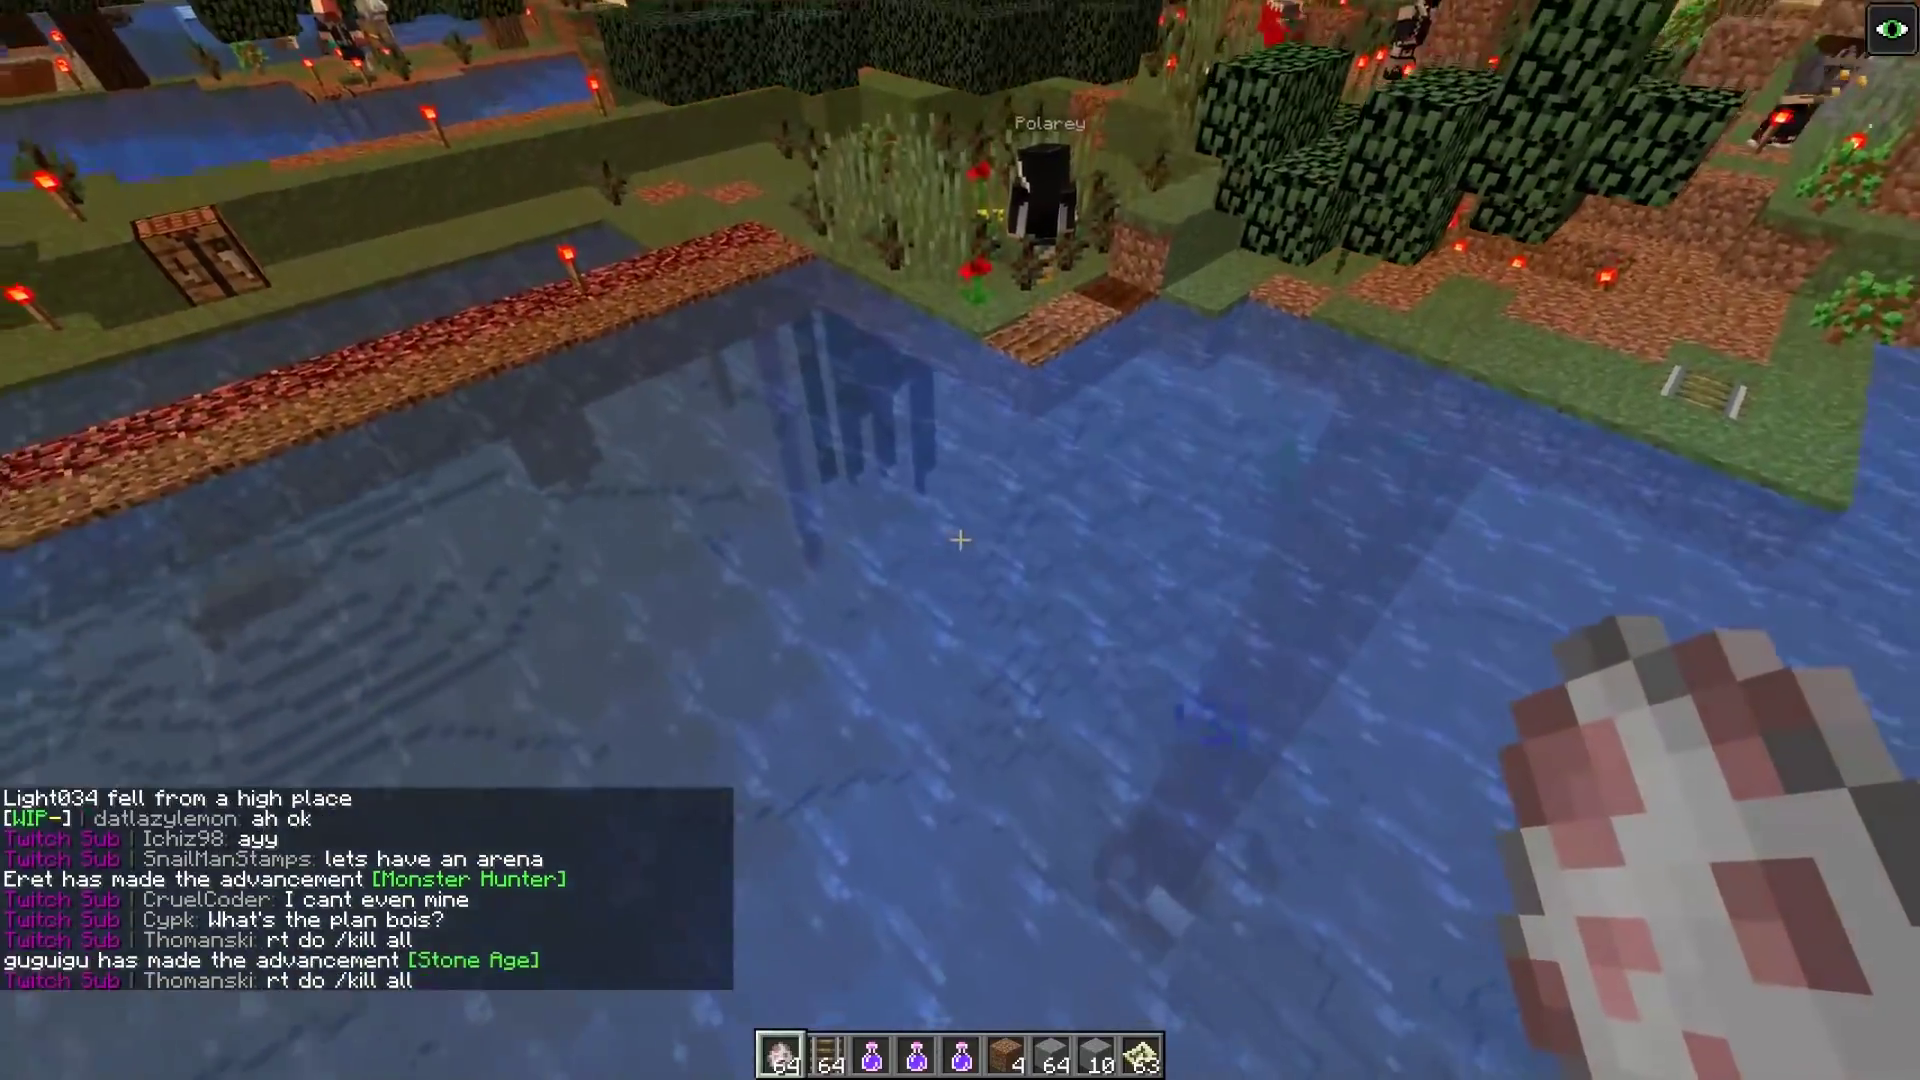 Polarey
Light034 fell from a high place
[WIP~] | datlazylemon: ah ok
Twitch Sub | Ichiz98: ayy
Twitch Sub | SnailManStamps: lets have an arena
Eret has made the advancement [Monster Hunter]
Twitch Sub | CruelCoder: I cant even mine
Twitch Sub | Cypk: What's the plan bois?
Twitch Sub | Thomanski: rt do /kill all
guguigu has made the advancement [Stone Age]
Twitch Sub | Thomanski: rt do /kill all
64 64 4 64 10 63